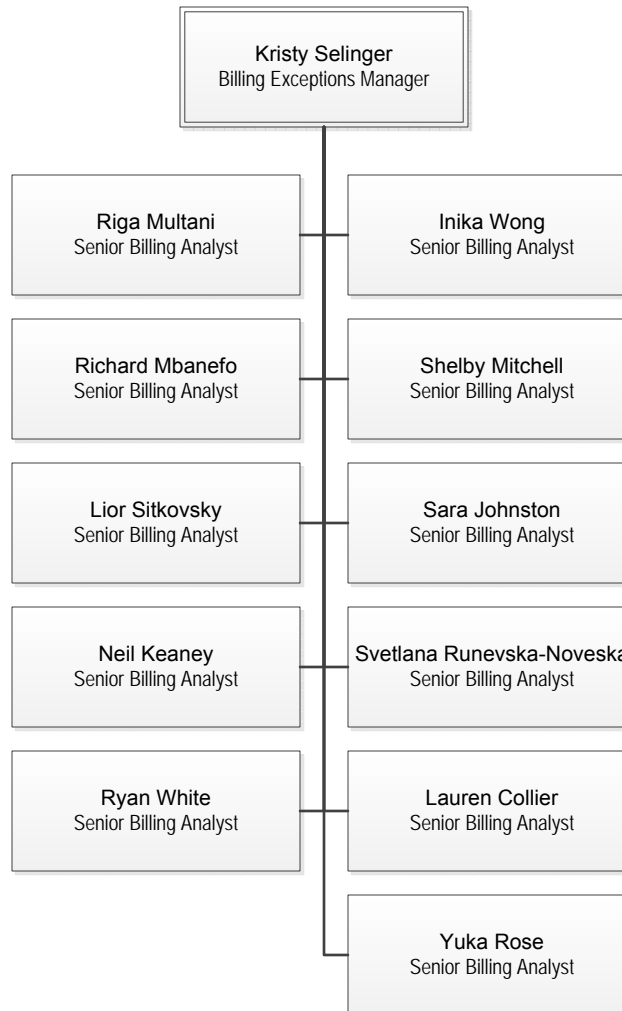 Kristy Selinger
Billing Exceptions Manager
Riga Multani
Senior Billing Analyst
Inika Wong
Senior Billing Analyst
Richard Mbanefo
Senior Billing Analyst
Shelby Mitchell
Senior Billing Analyst
Lior Sitkovsky
Senior Billing Analyst
Sara Johnston
Senior Billing Analyst
Neil Keaney
Senior Billing Analyst
Svetlana Runevska-Noveska
Senior Billing Analyst
Ryan White
Senior Billing Analyst
Lauren Collier
Senior Billing Analyst
Yuka Rose
Senior Billing Analyst